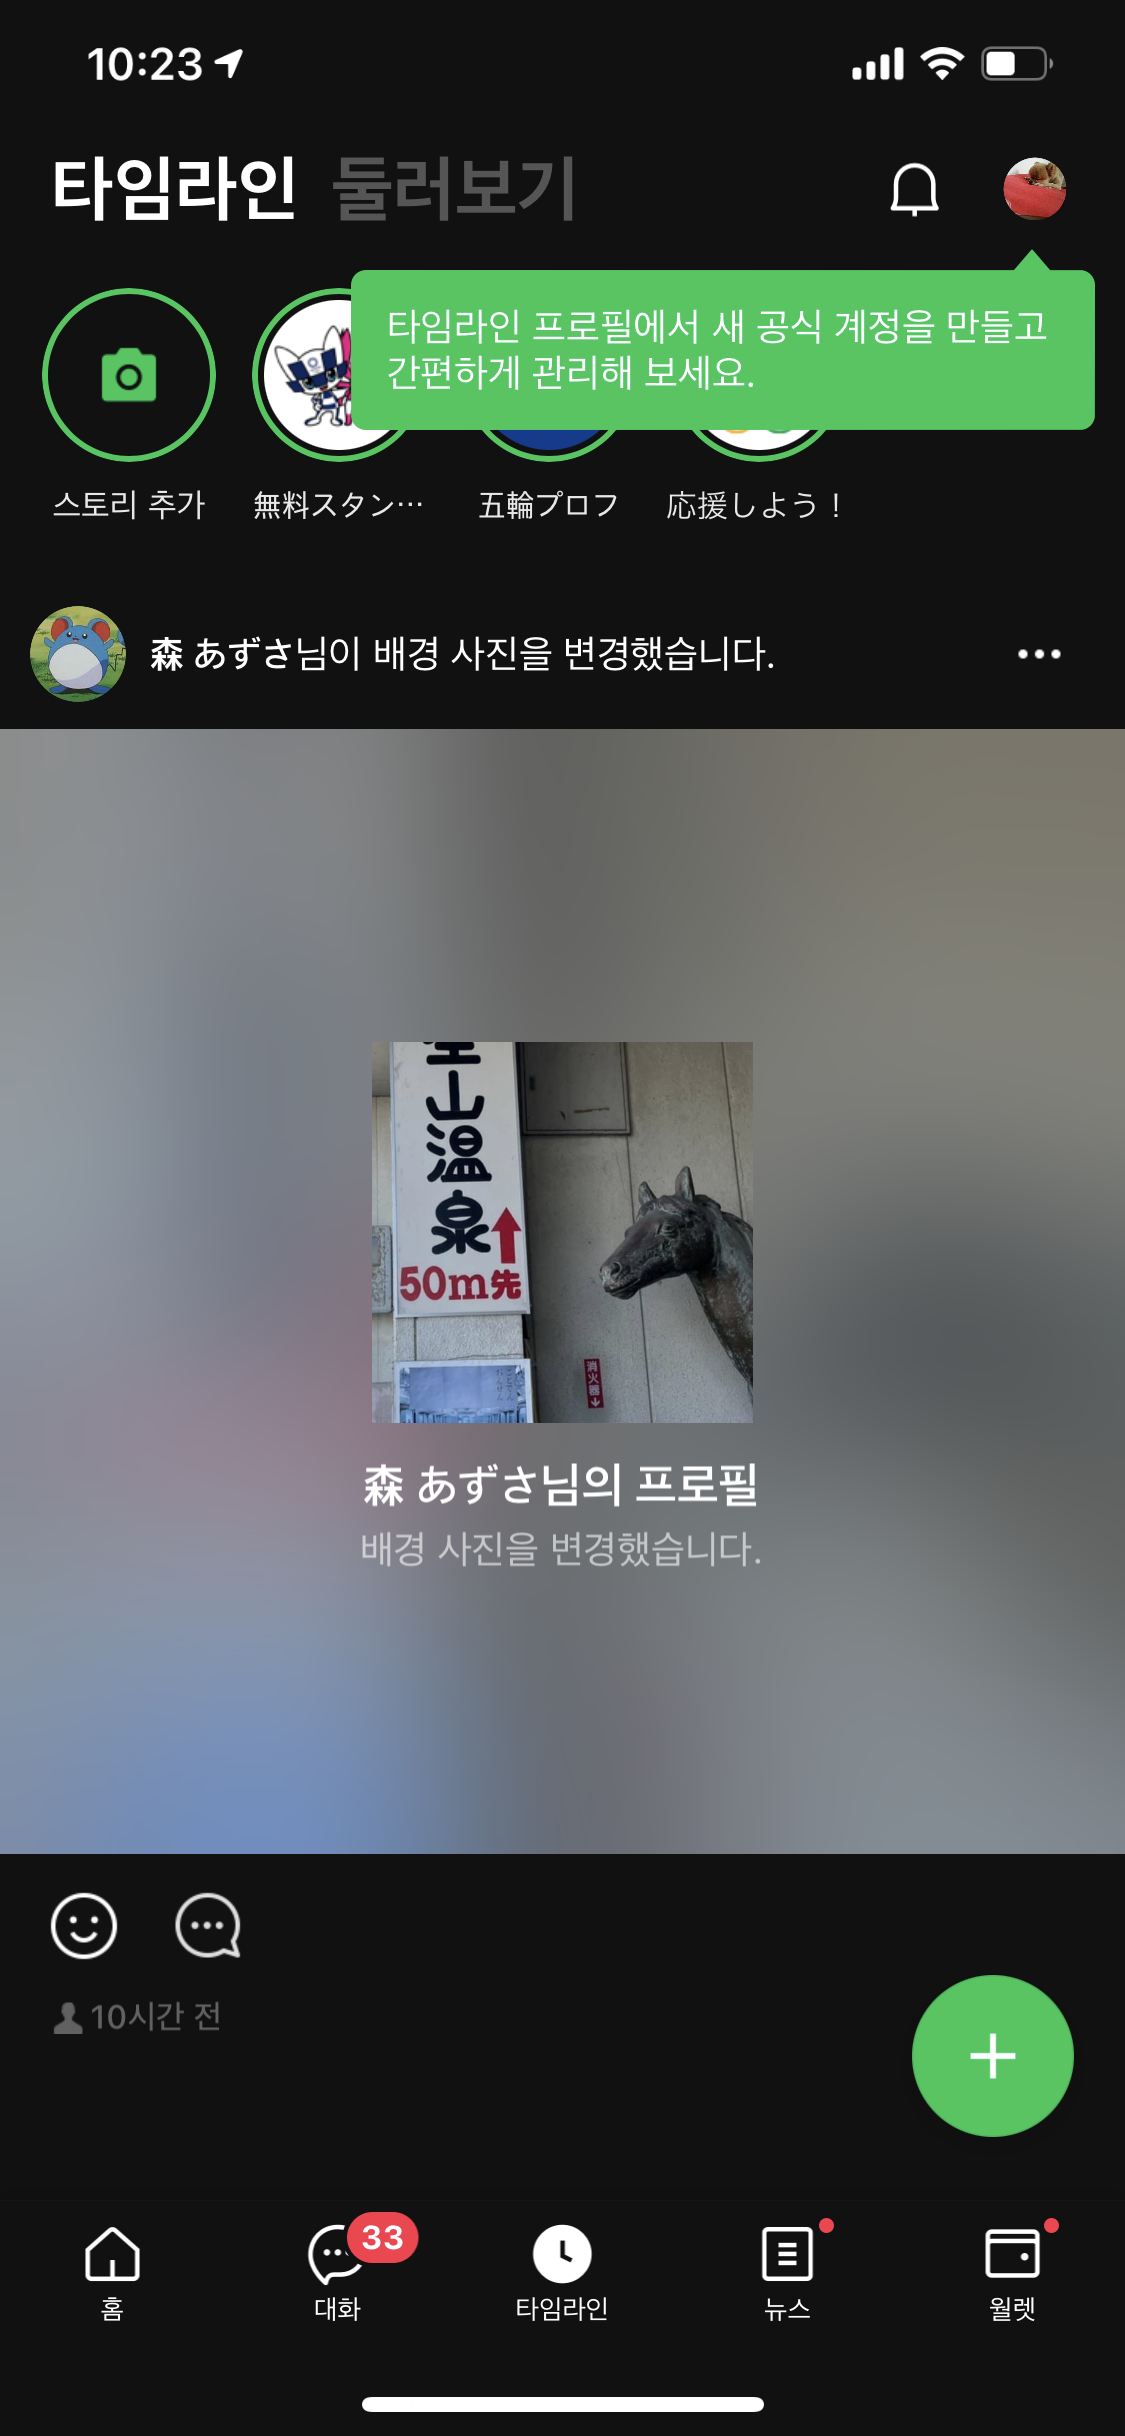 10:23
타임라인 둘러보기
타임라인 프로필에서 새 공식 계정을 만들고
간편하게 관리해 보세요.
스토리 추가
無料スタン…
五輪プロフ
応援しよう！
森 あずさ님이 배경 사진을 변경했습니다.
山温泉
50m先
消火器
森 あずさ님의 프로필
배경 사진을 변경했습니다.
10시간 전
33
홈
대화
타임라인
뉴스
월렛